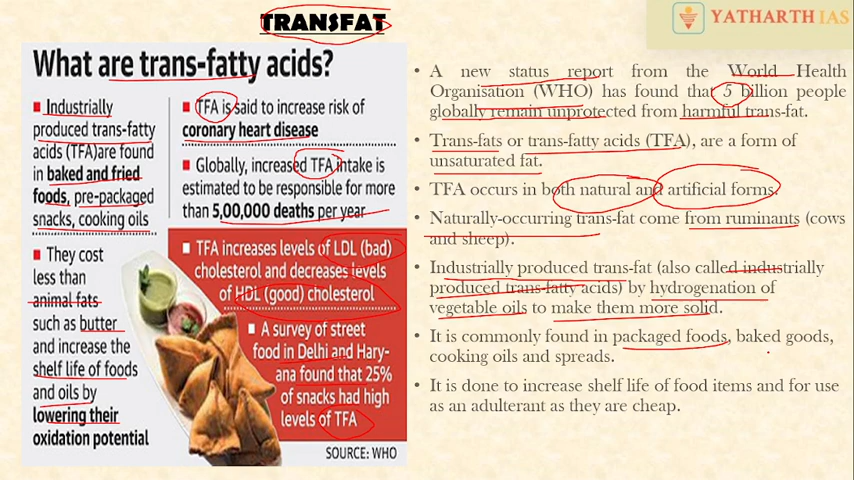 TRANSFAT
YATHARTH IAS
What are trans-fatty acids?
Industrially
produced trans-fatty
acids (TFA)are found
in baked and fried
foods, pre-packaged
snacks, cooking oils
They cost
less than
animal fats
such as butter
and increase the
shelf life of foods
and oils by
lowering their
oxidation potential
TFA is said to increase risk of
coronary heart disease
Globally, increased TFA intake is
estimated to be responsible for more
than 5,00,000 deaths per year
TFA increases levels of LDL (bad)
cholesterol and decreases levels
of HDL (good) cholesterol
A survey of street
food in Delhi and Hary-
ana found that 25%
of snacks had high
levels of TFA
SOURCE: WHO
• A new status report from the World Health
Organisation (WHO) has found that 5 billion people
globally remain unprotected from harmful trans-fat.
• Trans-fats or trans-fatty acids (TFA), are a form of
unsaturated fat.
• TFA occurs in both natural and artificial forms.
• Naturally-occurring trans-fat come from ruminants (cows
and sheep).
• Industrially produced trans-fat (also called industrially
produced trans-fatty acids) by hydrogenation of
vegetable oils to make them more solid.
• It is commonly found in packaged foods, baked goods,
cooking oils and spreads.
• It is done to increase shelf life of food items and for use
as an adulterant as they are cheap.